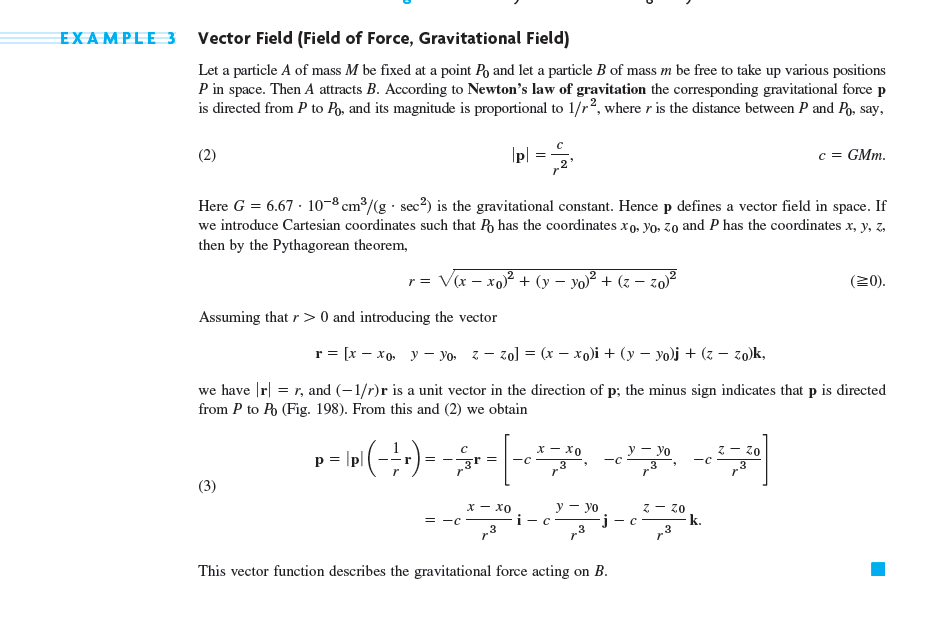 EXAMPLE 3 Vector Field (Field of Force, Gravitational Field)
Let a particle A of mass M be fixed at a point P₀ and let a particle B of mass m be free to take up various positions
P in space. Then A attracts B. According to Newton's law of gravitation the corresponding gravitational force p
is directed from P to P₀, and its magnitude is proportional to 1/r², where r is the distance between P and P₀, say,
(2) |p| = c/r², c = GMm.
Here G = 6.67 · 10⁻⁸ cm³/(g · sec²) is the gravitational constant. Hence p defines a vector field in space. If
we introduce Cartesian coordinates such that P₀ has the coordinates x₀, y₀, z₀ and P has the coordinates x, y, z,
then by the Pythagorean theorem,
r = √((x − x₀)² + (y − y₀)² + (z − z₀)²) (≧0).
Assuming that r > 0 and introducing the vector
r = [x − x₀, y − y₀, z − z₀] = (x − x₀)i + (y − y₀)j + (z − z₀)k,
we have |r| = r, and (−1/r)r is a unit vector in the direction of p; the minus sign indicates that p is directed
from P to P₀ (Fig. 198). From this and (2) we obtain
p = |p|(−1/r r) = −c/r³ r = [−c (x − x₀)/r³, −c (y − y₀)/r³, −c (z − z₀)/r³]
(3)
= −c (x − x₀)/r³ i − c (y − y₀)/r³ j − c (z − z₀)/r³ k.
This vector function describes the gravitational force acting on B.